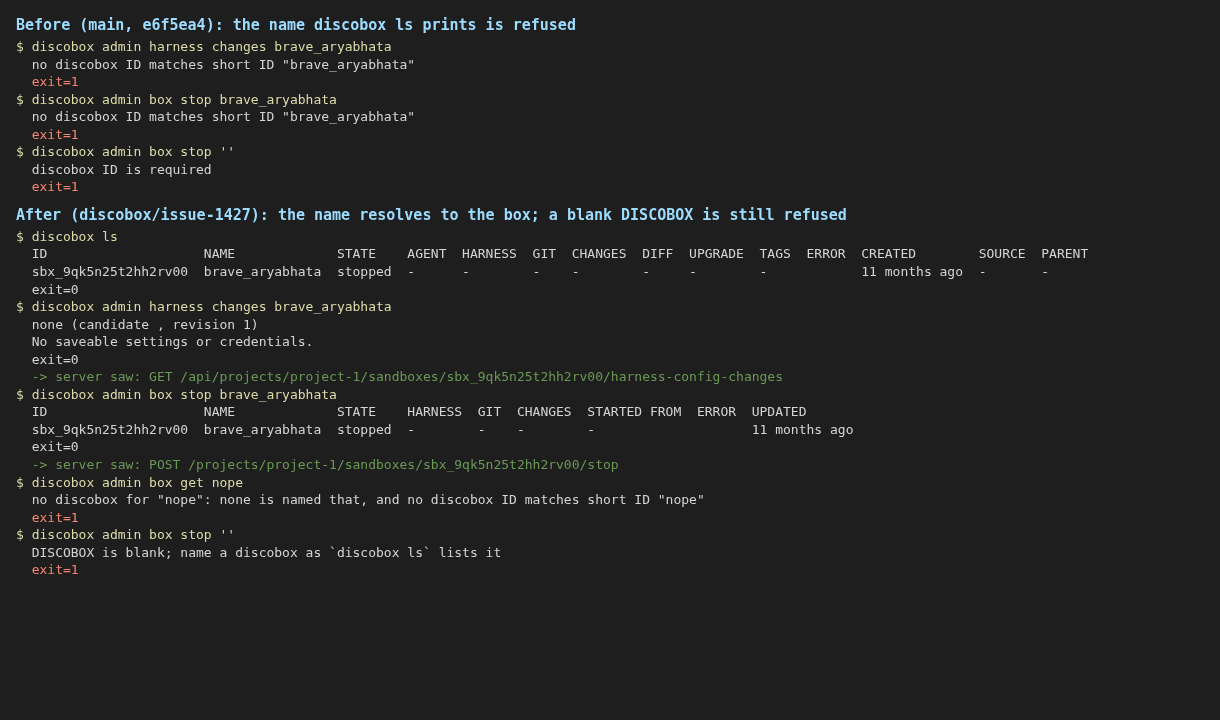 Before (main, e6f5ea4): the name discobox ls prints is refused
$ discobox admin harness changes brave_aryabhata
no discobox ID matches short ID "brave_aryabhata"
exit=1
$ discobox admin box stop brave_aryabhata
no discobox ID matches short ID "brave_aryabhata"
exit=1
$ discobox admin box stop ''
discobox ID is required
exit=1
After (discobox/issue-1427): the name resolves to the box; a blank DISCOBOX is still refused
$ discobox ls
ID NAME STATE AGENT HARNESS GIT CHANGES DIFF UPGRADE TAGS ERROR CREATED SOURCE PARENT
sbx_9qk5n25t2hh2rv00 brave_aryabhata stopped - - - - - - - 11 months ago - -
exit=0
$ discobox admin harness changes brave_aryabhata
none (candidate , revision 1)
No saveable settings or credentials.
exit=0
-> server saw: GET /api/projects/project-1/sandboxes/sbx_9qk5n25t2hh2rv00/harness-config-changes
$ discobox admin box stop brave_aryabhata
ID NAME STATE HARNESS GIT CHANGES STARTED FROM ERROR UPDATED
sbx_9qk5n25t2hh2rv00 brave_aryabhata stopped - - - - 11 months ago
exit=0
-> server saw: POST /projects/project-1/sandboxes/sbx_9qk5n25t2hh2rv00/stop
$ discobox admin box get nope
no discobox for "nope": none is named that, and no discobox ID matches short ID "nope"
exit=1
$ discobox admin box stop ''
DISCOBOX is blank; name a discobox as `discobox ls` lists it
exit=1